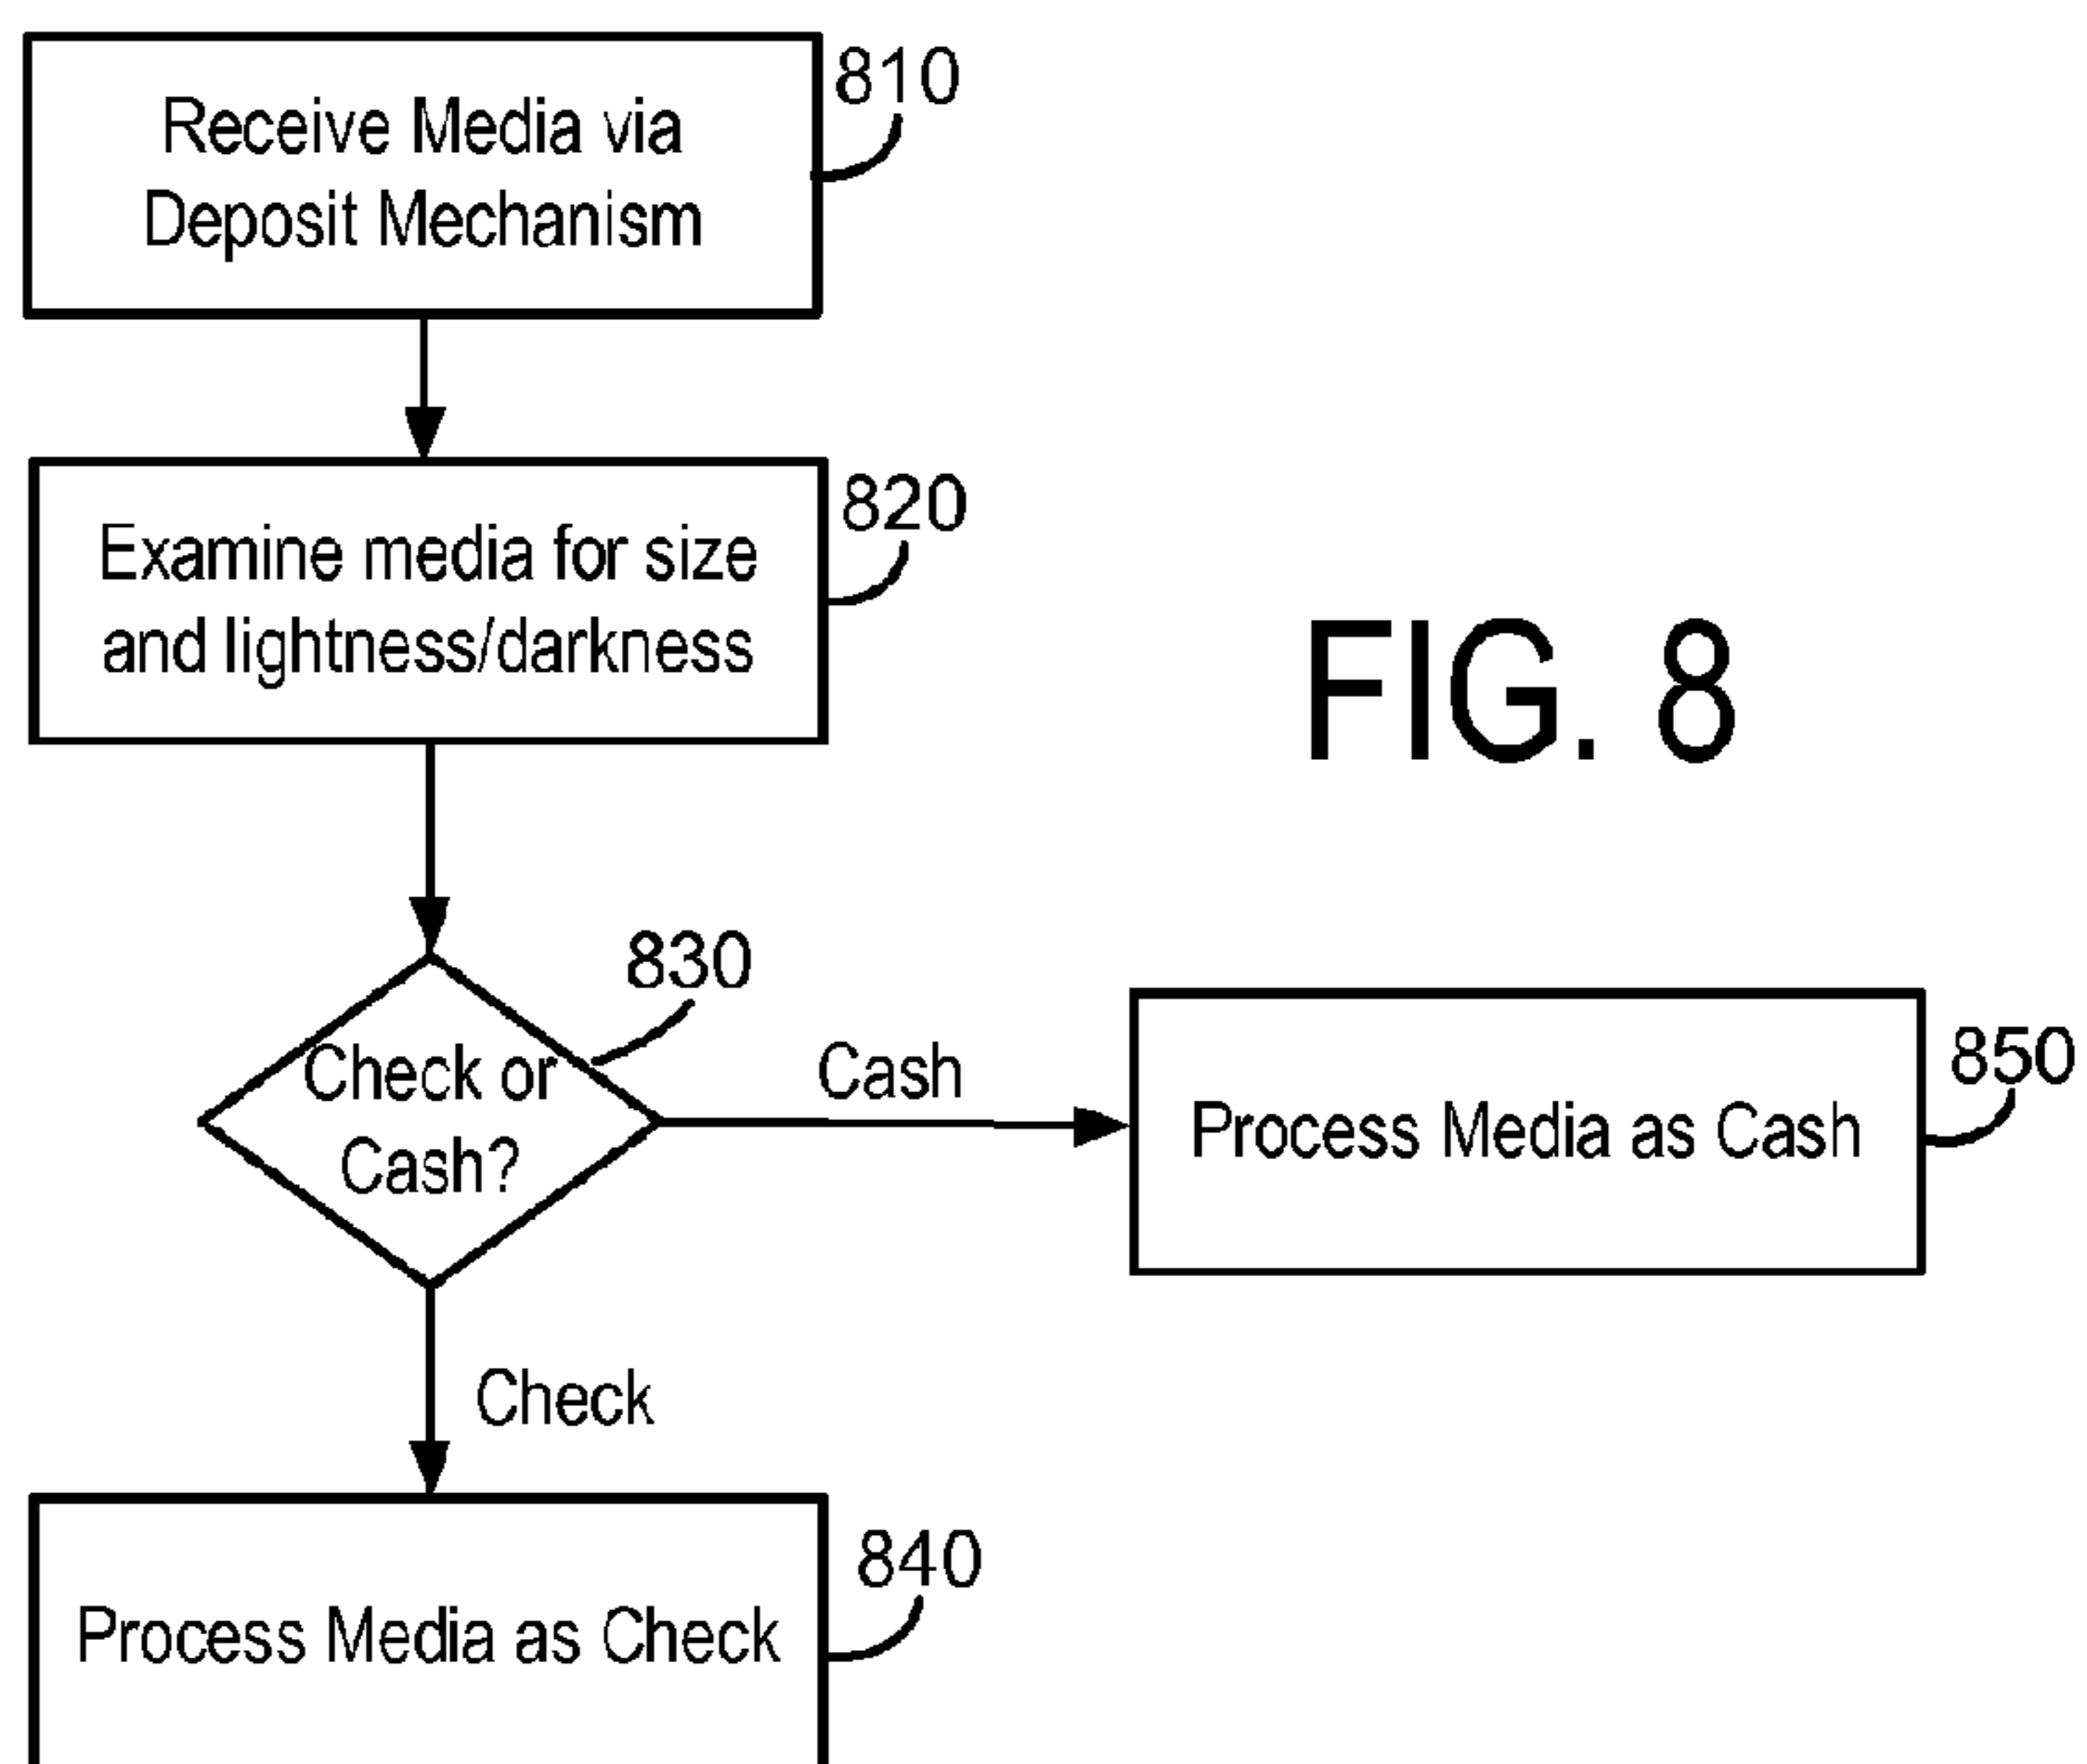 Receive Media via
Deposit Mechanism
810
Examine media for size
and lightness/darkness
820
FIG. 8
Check or
Cash?
830
Cash
Process Media as Cash
850
Check
Process Media as Check
840